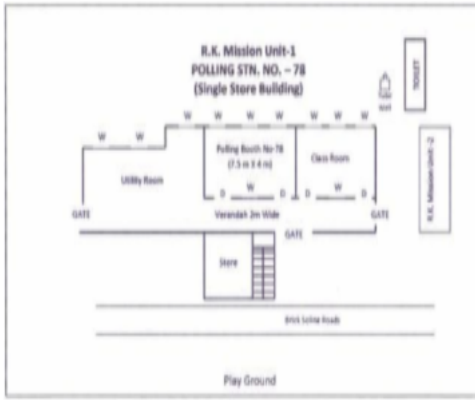 R.K. Mission Unit-1
POLLING STN. NO. – 78
(Single Store Building)
TOILET
W W W W W W
W W
Polling Booth No-78
(7.5 m X 4 m)
Class Room
Utility Room
R.K. Mission Unit -2
D W D D W D
GATE
Verandah 2m Wide
GATE
GATE
Store
Brick Soling Roads
Play Ground